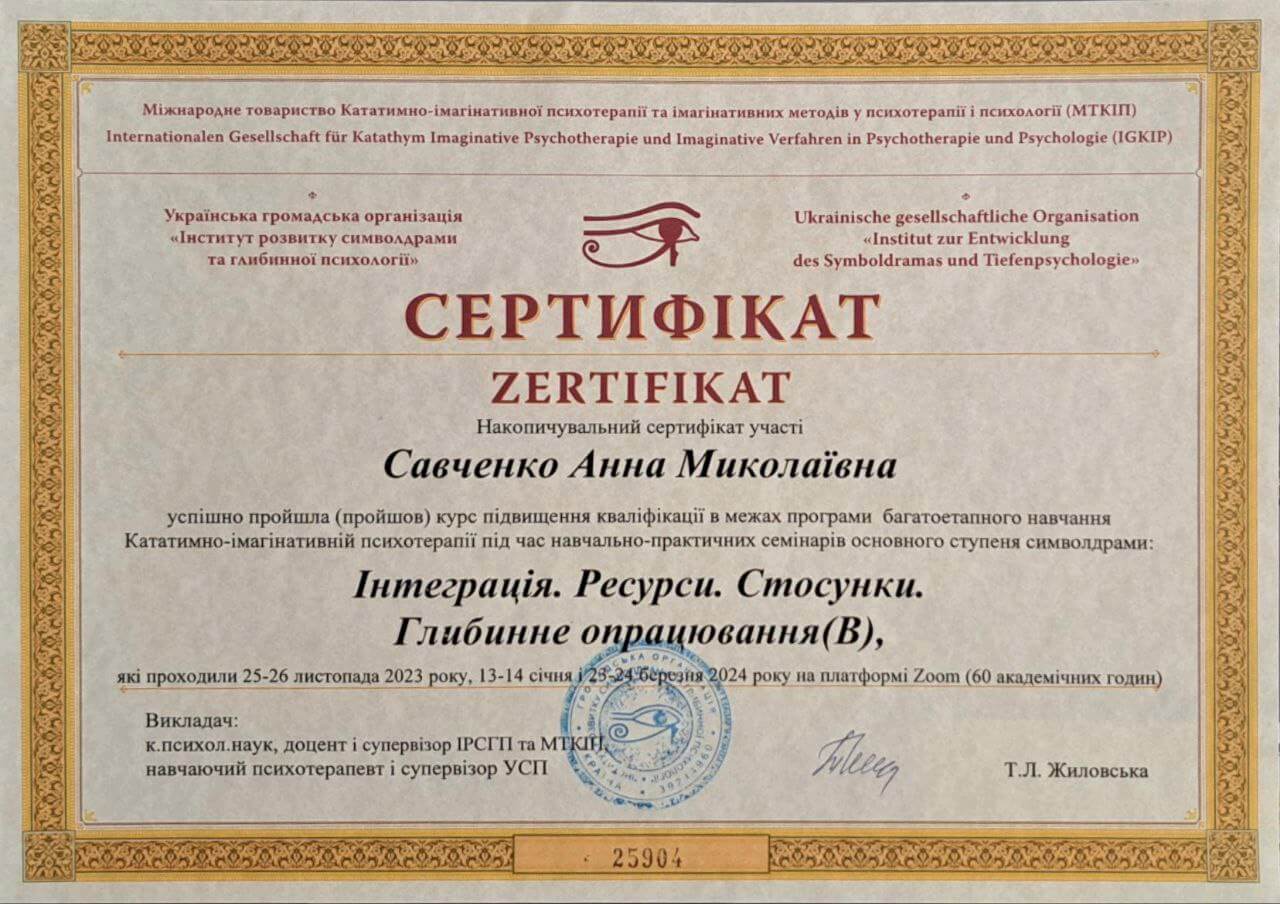 Міжнародне товариство Кататимно-імагінативної психотерапії та імагінативних методів у психотерапії і психології (МТКІП)
Internationalen Gesellschaft für Katathym Imaginative Psychotherapie und Imaginative Verfahren in Psychotherapie und Psychologie (IGKIP)
Українська громадська організація
«Інститут розвитку символдрами
та глибинної психології»
Ukrainische gesellschaftliche Organisation
«Institut zur Entwicklung
des Symboldramas und Tiefenpsychologie»
СЕРТИФІКАТ
ZERTIFIKAT
Накопичувальний сертифікат участі
Савченко Анна Миколаївна
успішно пройшла (пройшов) курс підвищення кваліфікації в межах програми багатоетапного навчання
Кататимно-імагінативній психотерапії під час навчально-практичних семінарів основного ступеня символдрами:
Інтеграція. Ресурси. Стосунки.
Глибинне опрацювання(В),
які проходили 25-26 листопада 2023 року, 13-14 січня і 23-24 березня 2024 року на платформі Zoom (60 академічних годин)
Викладач:
к.психол.наук, доцент і супервізор ІРСГП та МТКІП,
навчаючий психотерапевт і супервізор УСП
Т.Л. Жиловська
25904